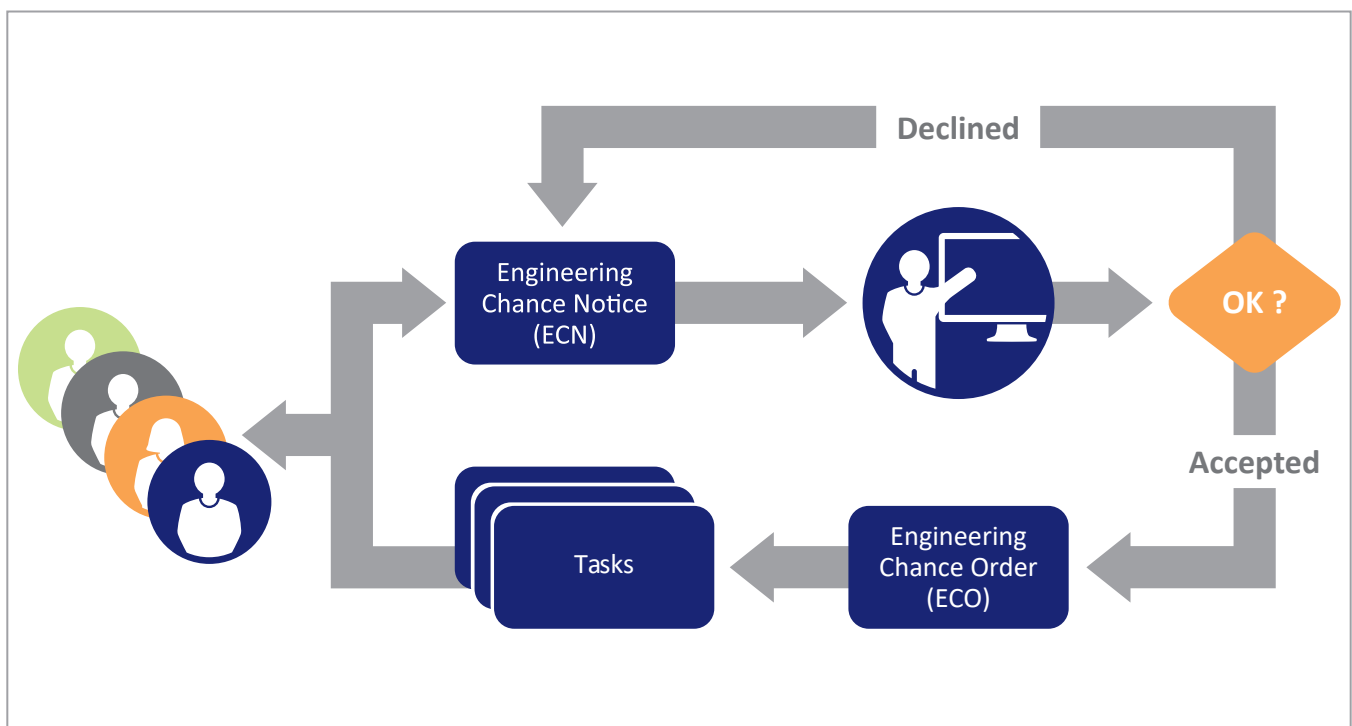 Declined
Engineering
Chance Notice
(ECN)
OK ?
Accepted
Tasks
Engineering
Chance Order
(ECO)